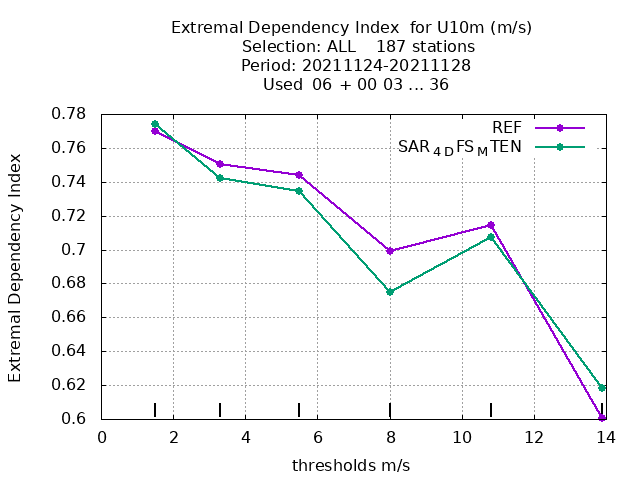 Extremal Dependency Index for U10m (m/s)
Selection: ALL 187 stations
Period: 20211124-20211128
Used 06 + 00 03 ... 36
0.78
0.76
0.74
0.72
0.7
0.68
0.66
0.64
0.62
0.6
Extremal Dependency Index
REF
SAR4DFSMTEN
0 2 4 6 8 10 12 14
thresholds m/s